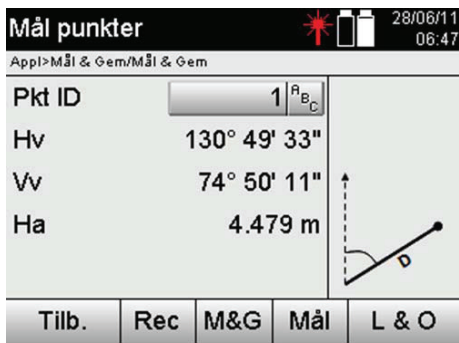 Mål punkter
28/06/11
06:47
Appl>Mål & Gem/Mål & Gem
Pkt ID 1 ABC
Hv 130° 49' 33"
Vv 74° 50' 11"
Ha 4.479 m
D
Tilb. Rec M&G Mål L & O